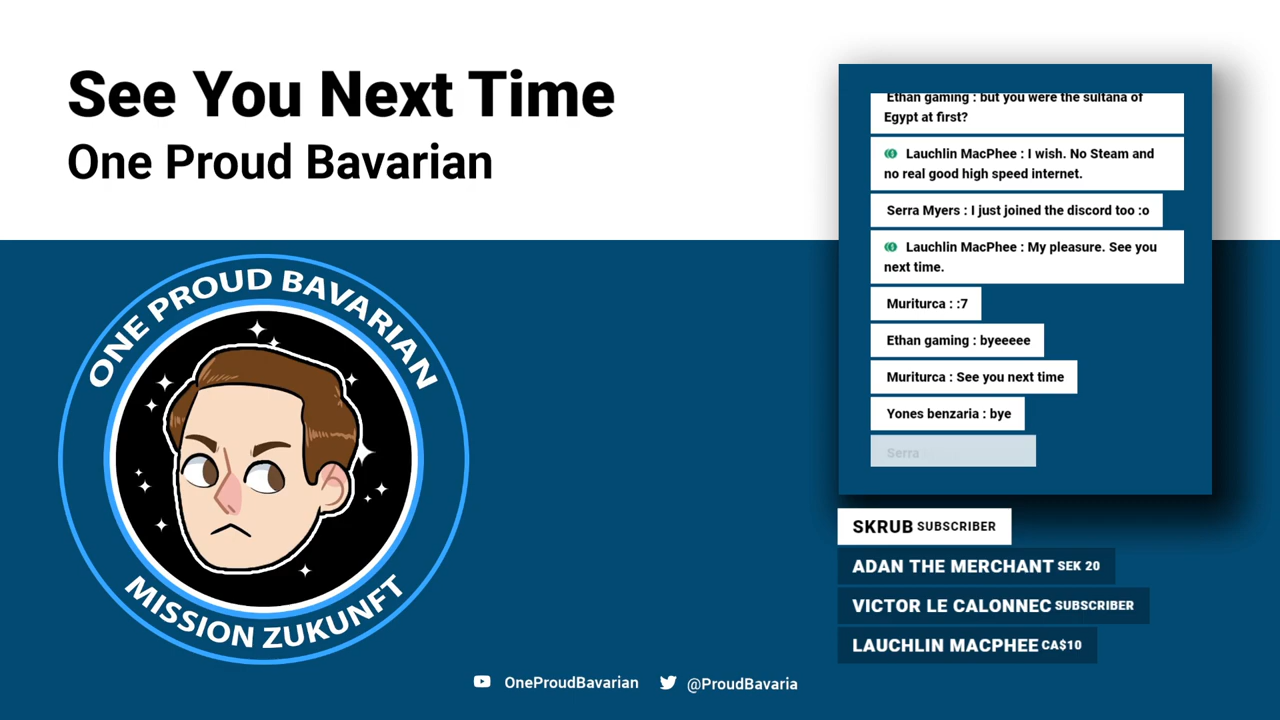 See You Next Time
One Proud Bavarian
ONE PROUD BAVARIAN
MISSION ZUKUNFT
Ethan gaming : but you were the sultana of
Egypt at first?
Lauchlin MacPhee : I wish. No Steam and
no real good high speed internet.
Serra Myers : I just joined the discord too :o
Lauchlin MacPhee : My pleasure. See you
next time.
Muriturca : :7
Ethan gaming : byeeeee
Muriturca : See you next time
Yones benzaria : bye
Serra
SKRUB SUBSCRIBER
ADAN THE MERCHANT SEK 20
VICTOR LE CALONNEC SUBSCRIBER
LAUCHLIN MACPHEE CA$10
OneProudBavarian
@ProudBavaria